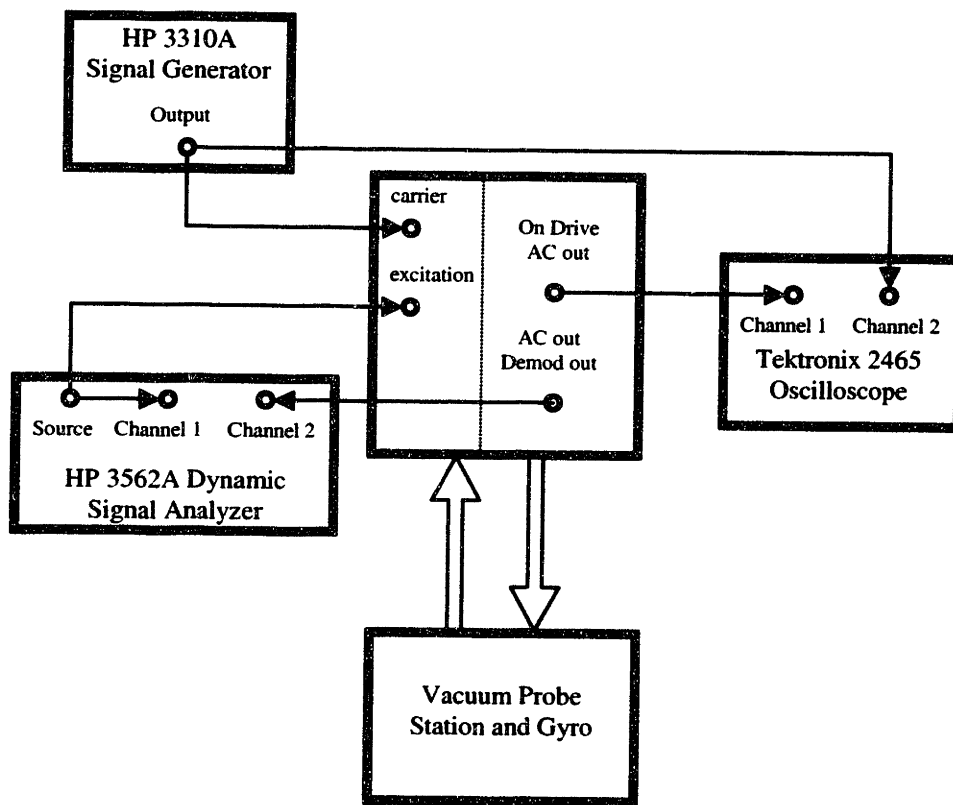 HP 3310A
Signal Generator
Output
carrier
excitation
On Drive
AC out
AC out
Demod out
Channel 1
Channel 2
Tektronix 2465
Oscilloscope
Source
Channel 1
Channel 2
HP 3562A Dynamic
Signal Analyzer
Vacuum Probe
Station and Gyro